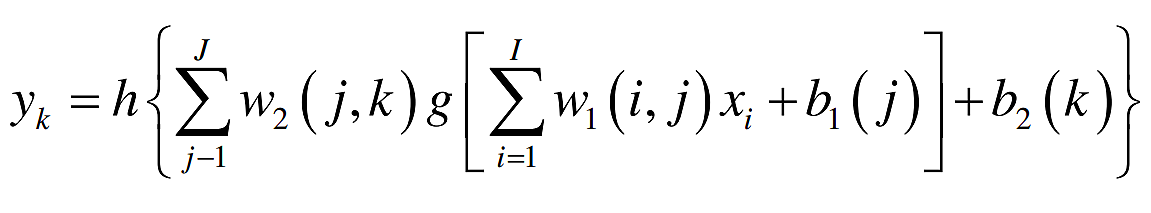 y_k = h{∑_{j-1}^{J} w_2(j,k) g[∑_{i=1}^{I} w_1(i,j) x_i + b_1(j)] + b_2(k)}